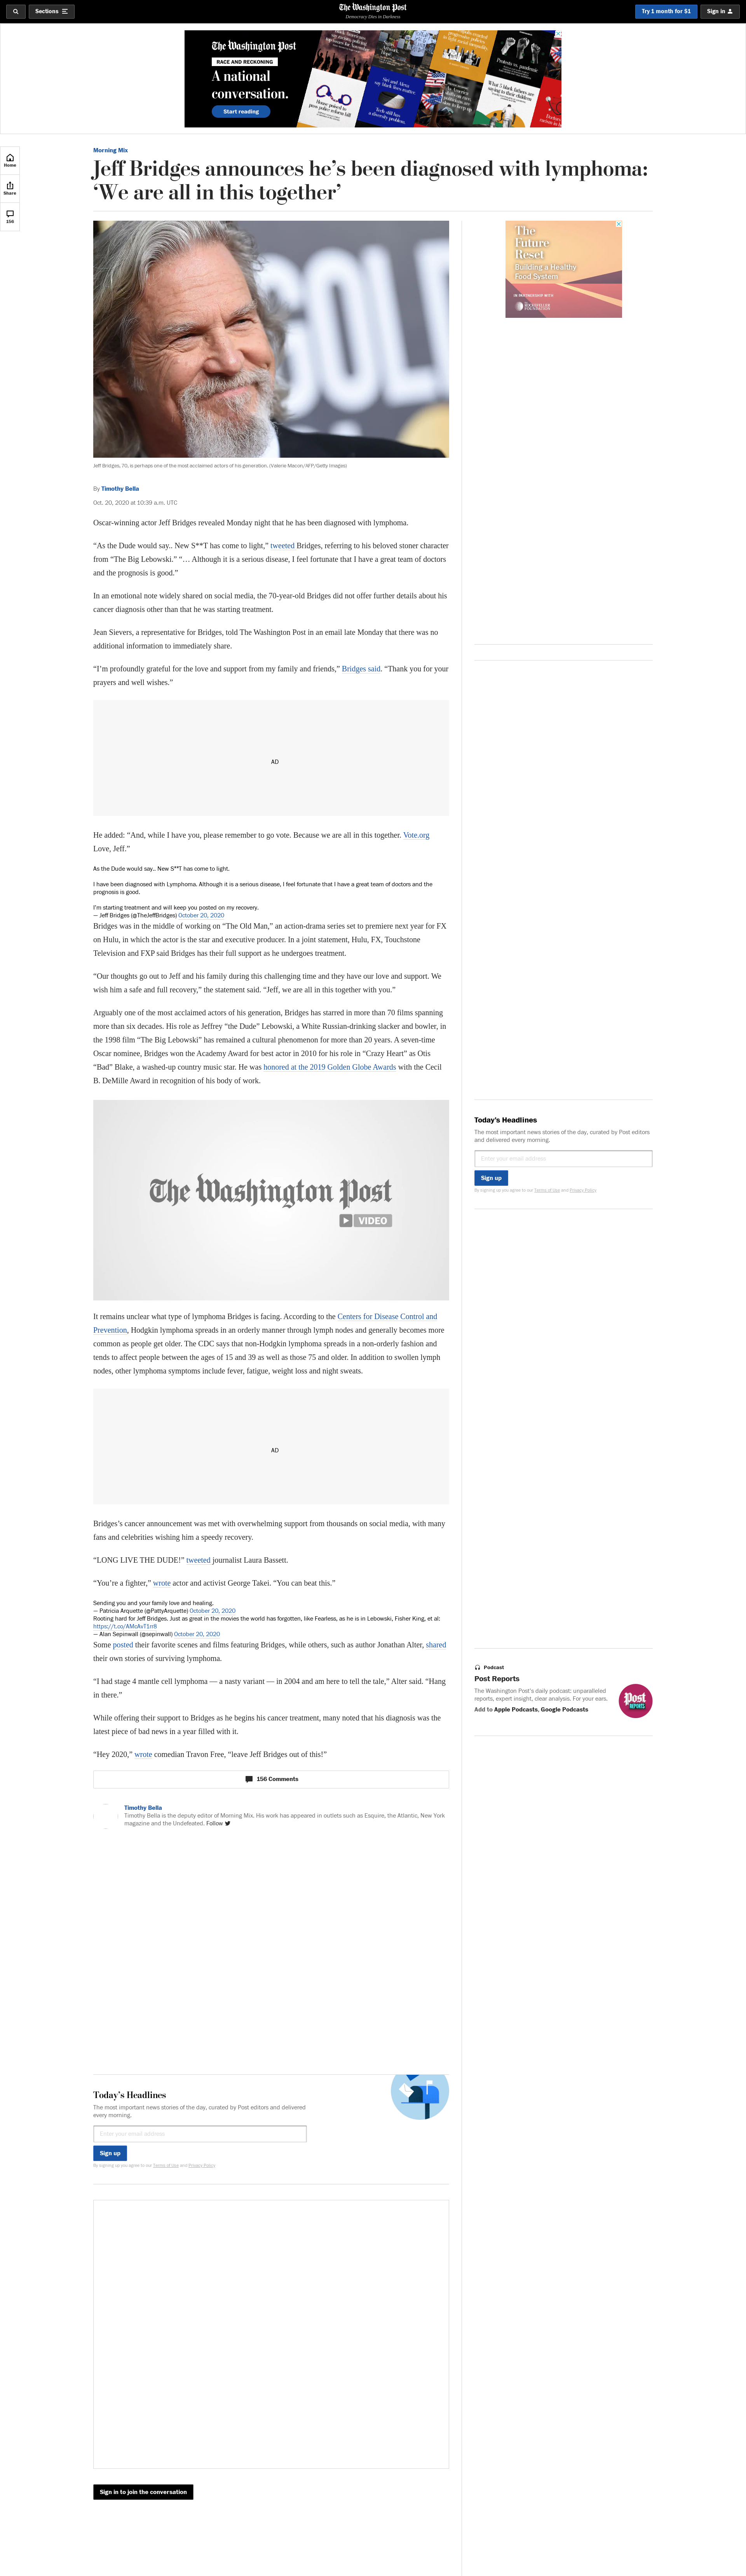 Sections
The Washington Post
Democracy Dies in Darkness
Try 1 month for $1
Sign in
The Washington Post
RACE AND RECKONING
A national
conversation.
Start reading
Home
Share
156
Morning Mix
Jeff Bridges announces he’s been diagnosed with lymphoma:
‘We are all in this together’
Jeff Bridges, 70, is perhaps one of the most acclaimed actors of his generation. (Valerie Macon/AFP/Getty Images)
The
Future
Reset
Building a Healthy
Food System
IN PARTNERSHIP WITH
By Timothy Bella
Oct. 20, 2020 at 10:39 a.m. UTC
Oscar-winning actor Jeff Bridges revealed Monday night that he has been diagnosed with lymphoma.
“As the Dude would say.. New S**T has come to light,” tweeted Bridges, referring to his beloved stoner character
from “The Big Lebowski.” “… Although it is a serious disease, I feel fortunate that I have a great team of doctors
and the prognosis is good.”
In an emotional note widely shared on social media, the 70-year-old Bridges did not offer further details about his
cancer diagnosis other than that he was starting treatment.
Jean Sievers, a representative for Bridges, told The Washington Post in an email late Monday that there was no
additional information to immediately share.
“I’m profoundly grateful for the love and support from my family and friends,” Bridges said. “Thank you for your
prayers and well wishes.”
AD
He added: “And, while I have you, please remember to go vote. Because we are all in this together. Vote.org
Love, Jeff.”
As the Dude would say.. New S**T has come to light.
I have been diagnosed with Lymphoma. Although it is a serious disease, I feel fortunate that I have a great team of doctors and the
prognosis is good.
I’m starting treatment and will keep you posted on my recovery.
— Jeff Bridges (@TheJeffBridges) October 20, 2020
Bridges was in the middle of working on “The Old Man,” an action-drama series set to premiere next year for FX
on Hulu, in which the actor is the star and executive producer. In a joint statement, Hulu, FX, Touchstone
Television and FXP said Bridges has their full support as he undergoes treatment.
“Our thoughts go out to Jeff and his family during this challenging time and they have our love and support. We
wish him a safe and full recovery,” the statement said. “Jeff, we are all in this together with you.”
Arguably one of the most acclaimed actors of his generation, Bridges has starred in more than 70 films spanning
more than six decades. His role as Jeffrey “the Dude” Lebowski, a White Russian-drinking slacker and bowler, in
the 1998 film “The Big Lebowski” has remained a cultural phenomenon for more than 20 years. A seven-time
Oscar nominee, Bridges won the Academy Award for best actor in 2010 for his role in “Crazy Heart” as Otis
“Bad” Blake, a washed-up country music star. He was honored at the 2019 Golden Globe Awards with the Cecil
B. DeMille Award in recognition of his body of work.
The Washington Post
VIDEO
Today’s Headlines
The most important news stories of the day, curated by Post editors
and delivered every morning.
Enter your email address
Sign up
By signing up you agree to our Terms of Use and Privacy Policy
It remains unclear what type of lymphoma Bridges is facing. According to the Centers for Disease Control and
Prevention, Hodgkin lymphoma spreads in an orderly manner through lymph nodes and generally becomes more
common as people get older. The CDC says that non-Hodgkin lymphoma spreads in a non-orderly fashion and
tends to affect people between the ages of 15 and 39 as well as those 75 and older. In addition to swollen lymph
nodes, other lymphoma symptoms include fever, fatigue, weight loss and night sweats.
AD
Bridges’s cancer announcement was met with overwhelming support from thousands on social media, with many
fans and celebrities wishing him a speedy recovery.
“LONG LIVE THE DUDE!” tweeted journalist Laura Bassett.
“You’re a fighter,” wrote actor and activist George Takei. “You can beat this.”
Sending you and your family love and healing.
— Patricia Arquette (@PattyArquette) October 20, 2020
Rooting hard for Jeff Bridges. Just as great in the movies the world has forgotten, like Fearless, as he is in Lebowski, Fisher King, et al:
— Alan Sepinwall (@sepinwall) October 20, 2020
Some posted their favorite scenes and films featuring Bridges, while others, such as author Jonathan Alter, shared
their own stories of surviving lymphoma.
“I had stage 4 mantle cell lymphoma — a nasty variant — in 2004 and am here to tell the tale,” Alter said. “Hang
in there.”
While offering their support to Bridges as he begins his cancer treatment, many noted that his diagnosis was the
latest piece of bad news in a year filled with it.
“Hey 2020,” wrote comedian Travon Free, “leave Jeff Bridges out of this!”
Podcast
Post Reports
The Washington Post’s daily podcast: unparalleled
reports, expert insight, clear analysis. For your ears.
Add to Apple Podcasts, Google Podcasts
Post
REPORTS
156 Comments
Timothy Bella
Timothy Bella is the deputy editor of Morning Mix. His work has appeared in outlets such as Esquire, the Atlantic, New York
magazine and the Undefeated. Follow
Today’s Headlines
The most important news stories of the day, curated by Post editors and delivered
every morning.
Enter your email address
Sign up
By signing up you agree to our Terms of Use and Privacy Policy
Sign in to join the conversation